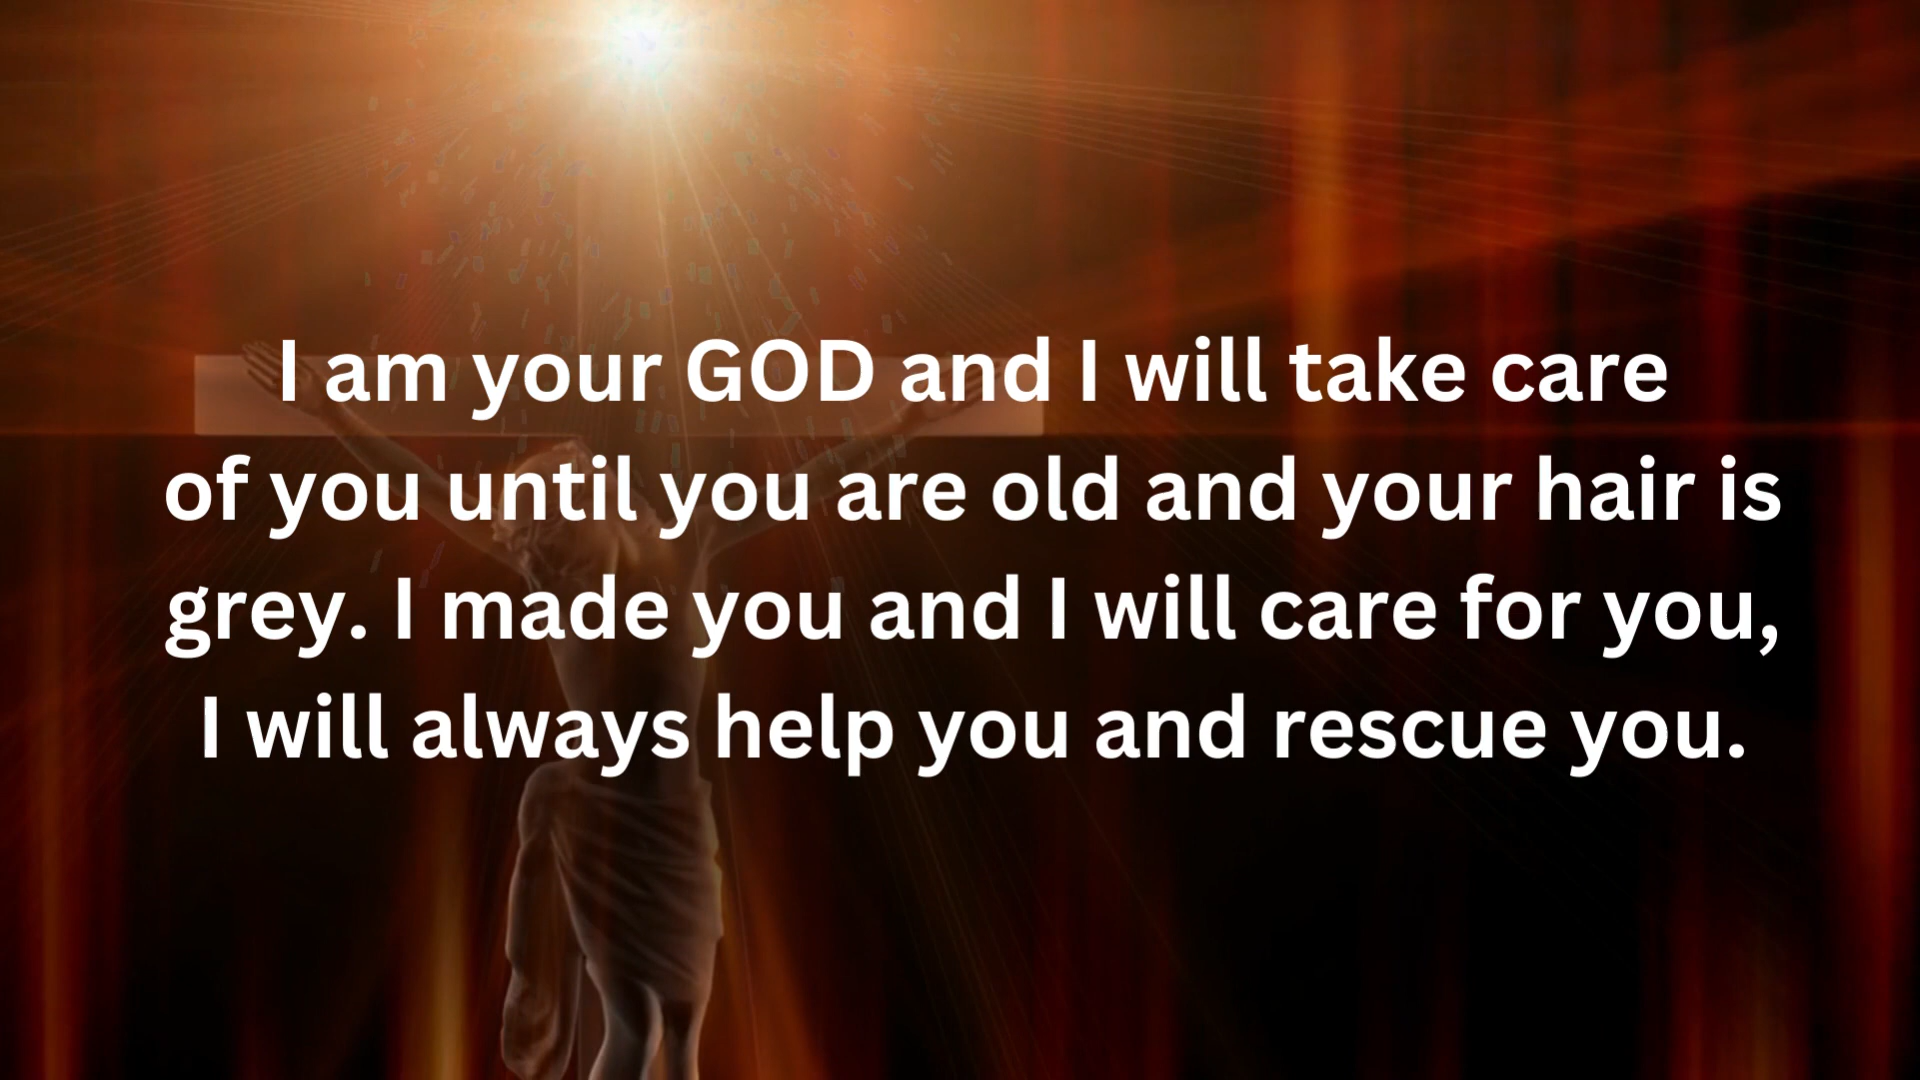 I am your GOD and I will take care
of you until you are old and your hair is
grey. I made you and I will care for you,
I will always help you and rescue you.